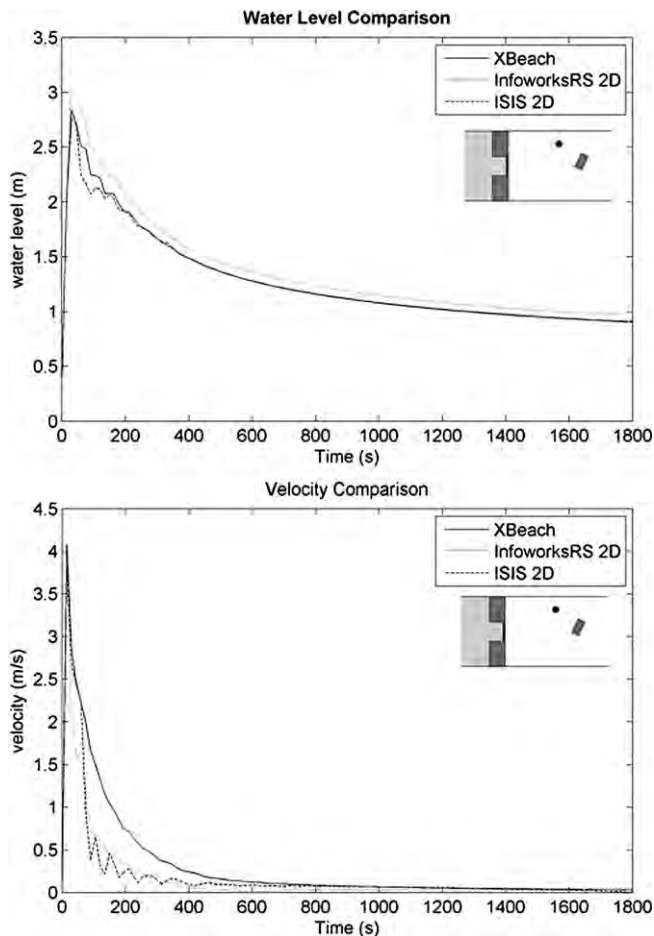 Water Level Comparison
3.5
3
2.5
2
1.5
1
0.5
0
water level (m)
XBeach
InfoworksRS 2D
ISIS 2D
0 200 400 600 800 1000 1200 1400 1600 1800
Time (s)
Velocity Comparison
4.5
4
3.5
3
2.5
2
1.5
1
0.5
0
velocity (m/s)
XBeach
InfoworksRS 2D
ISIS 2D
0 200 400 600 800 1000 1200 1400 1600 1800
Time (s)